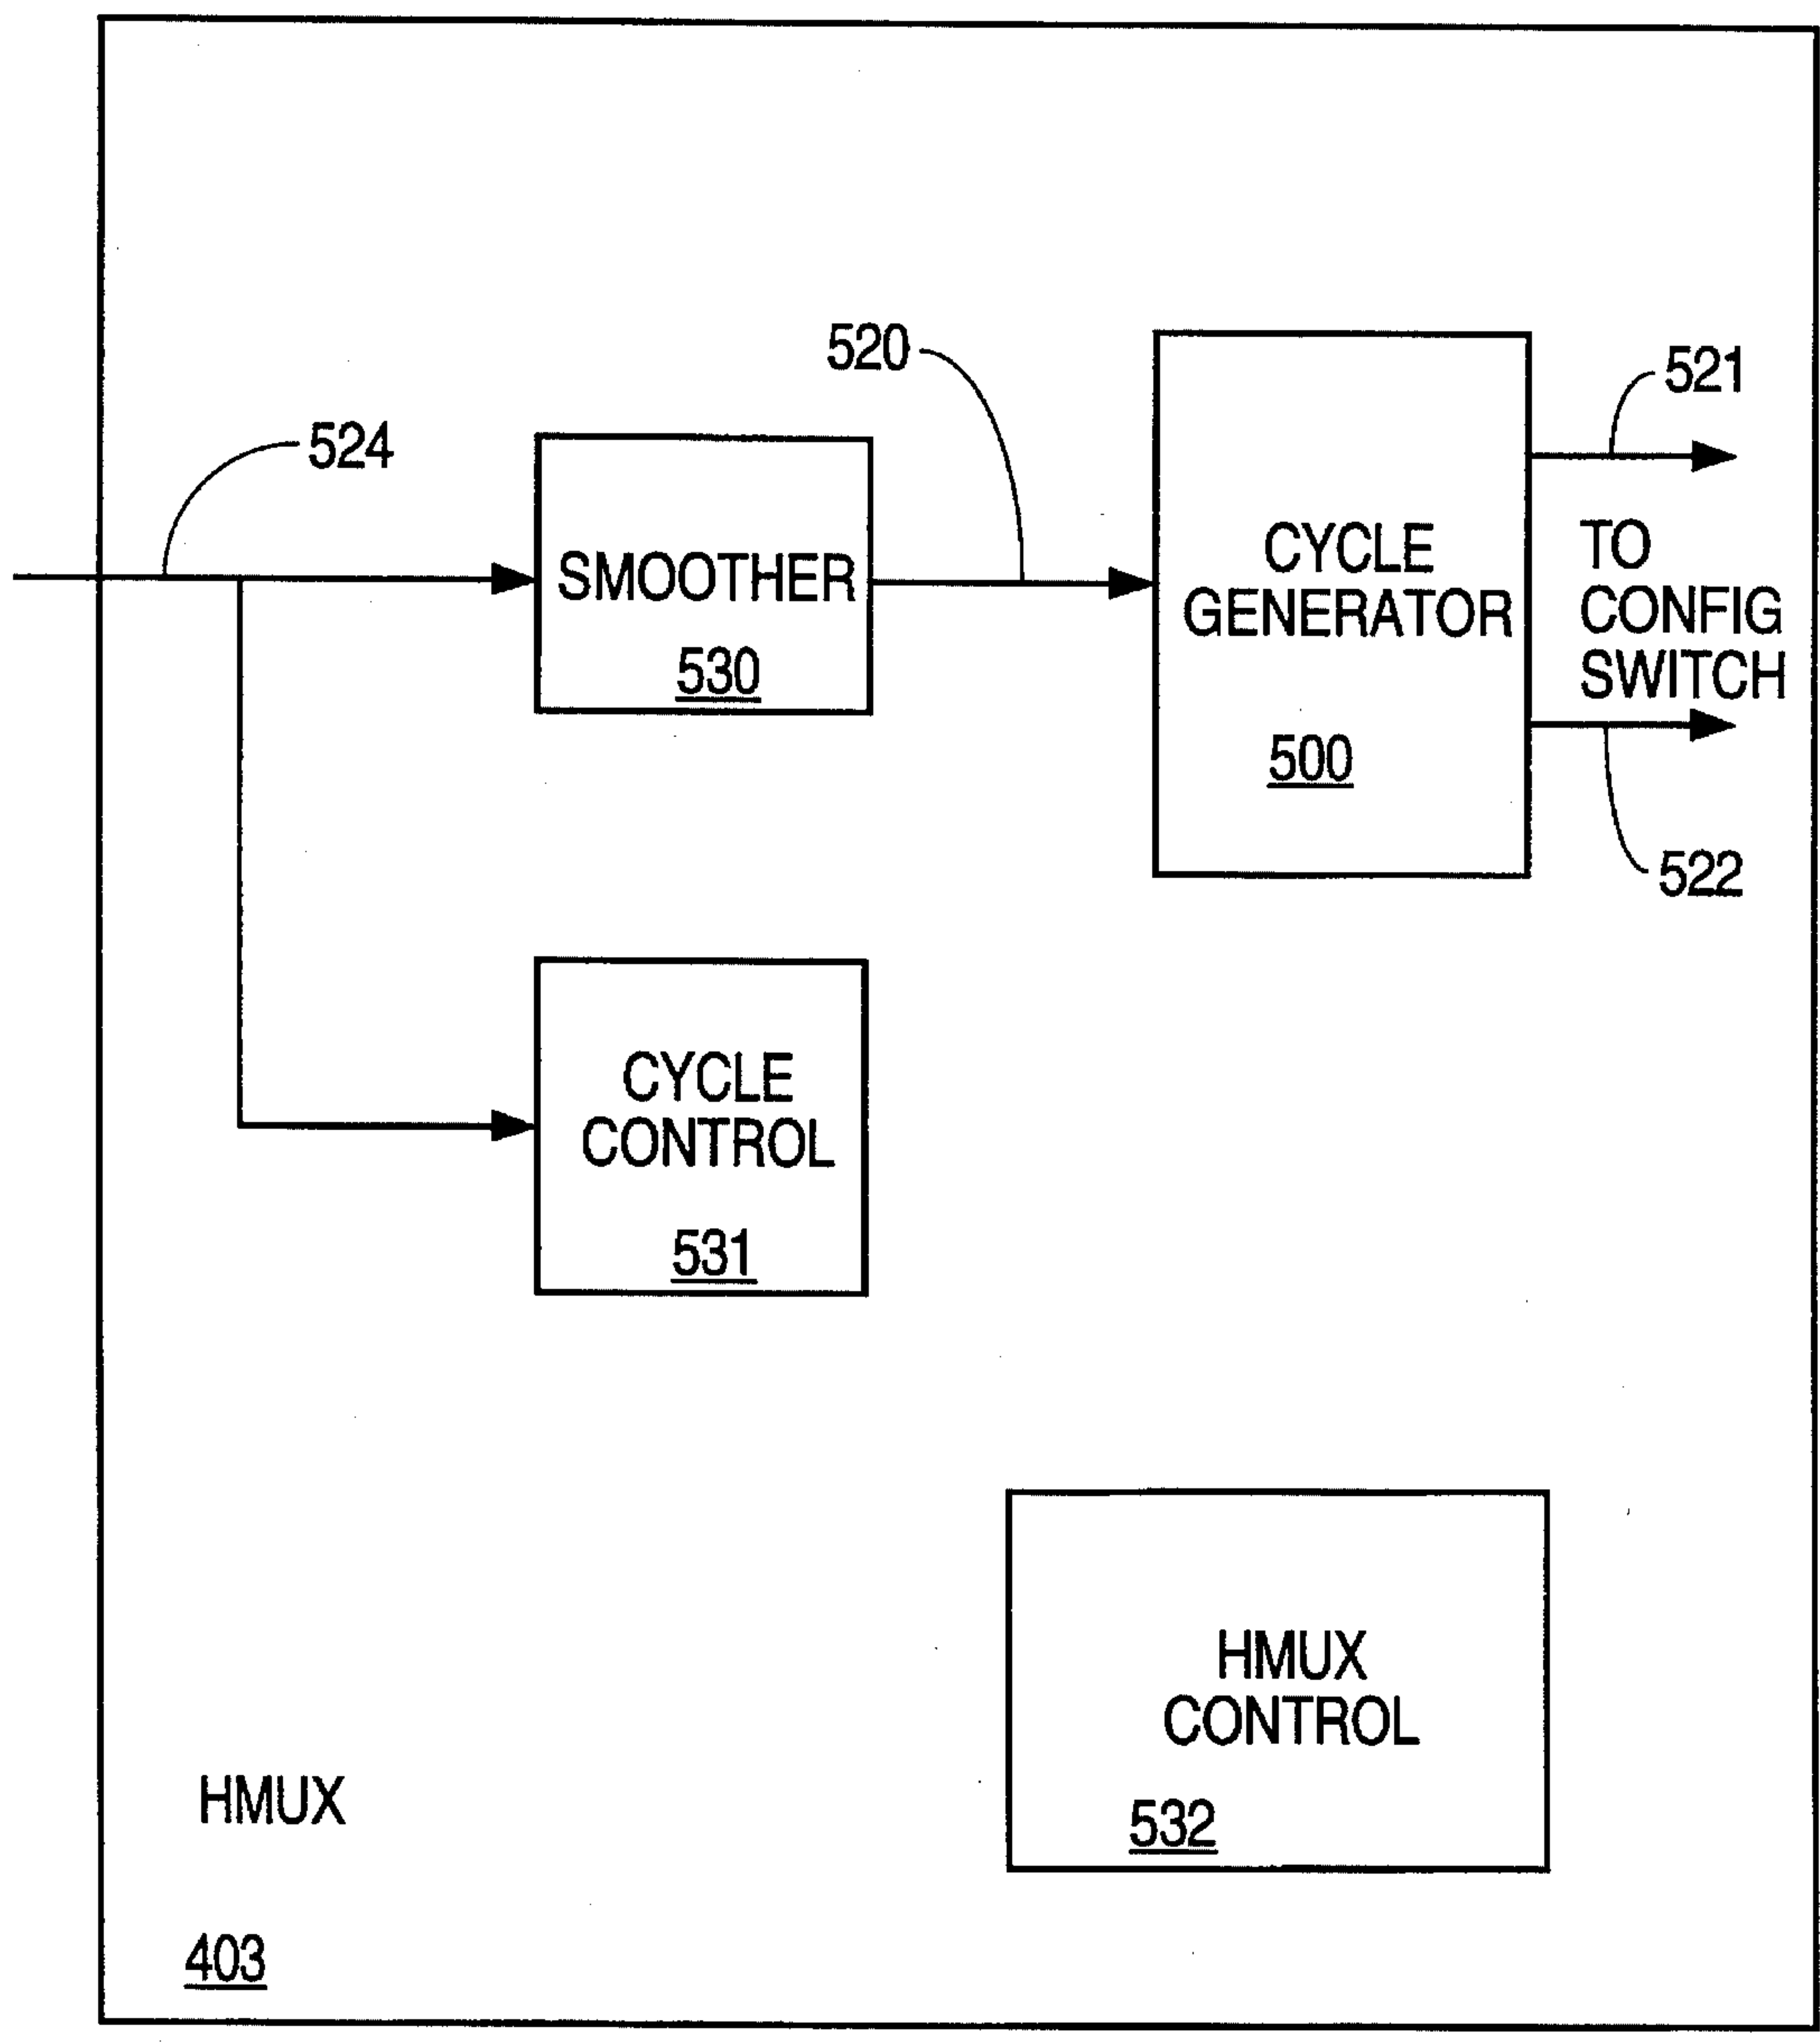 520
521
524
SMOOTHER
530
CYCLE
GENERATOR
500
TO
CONFIG
SWITCH
522
CYCLE
CONTROL
531
HMUX
CONTROL
532
HMUX
403